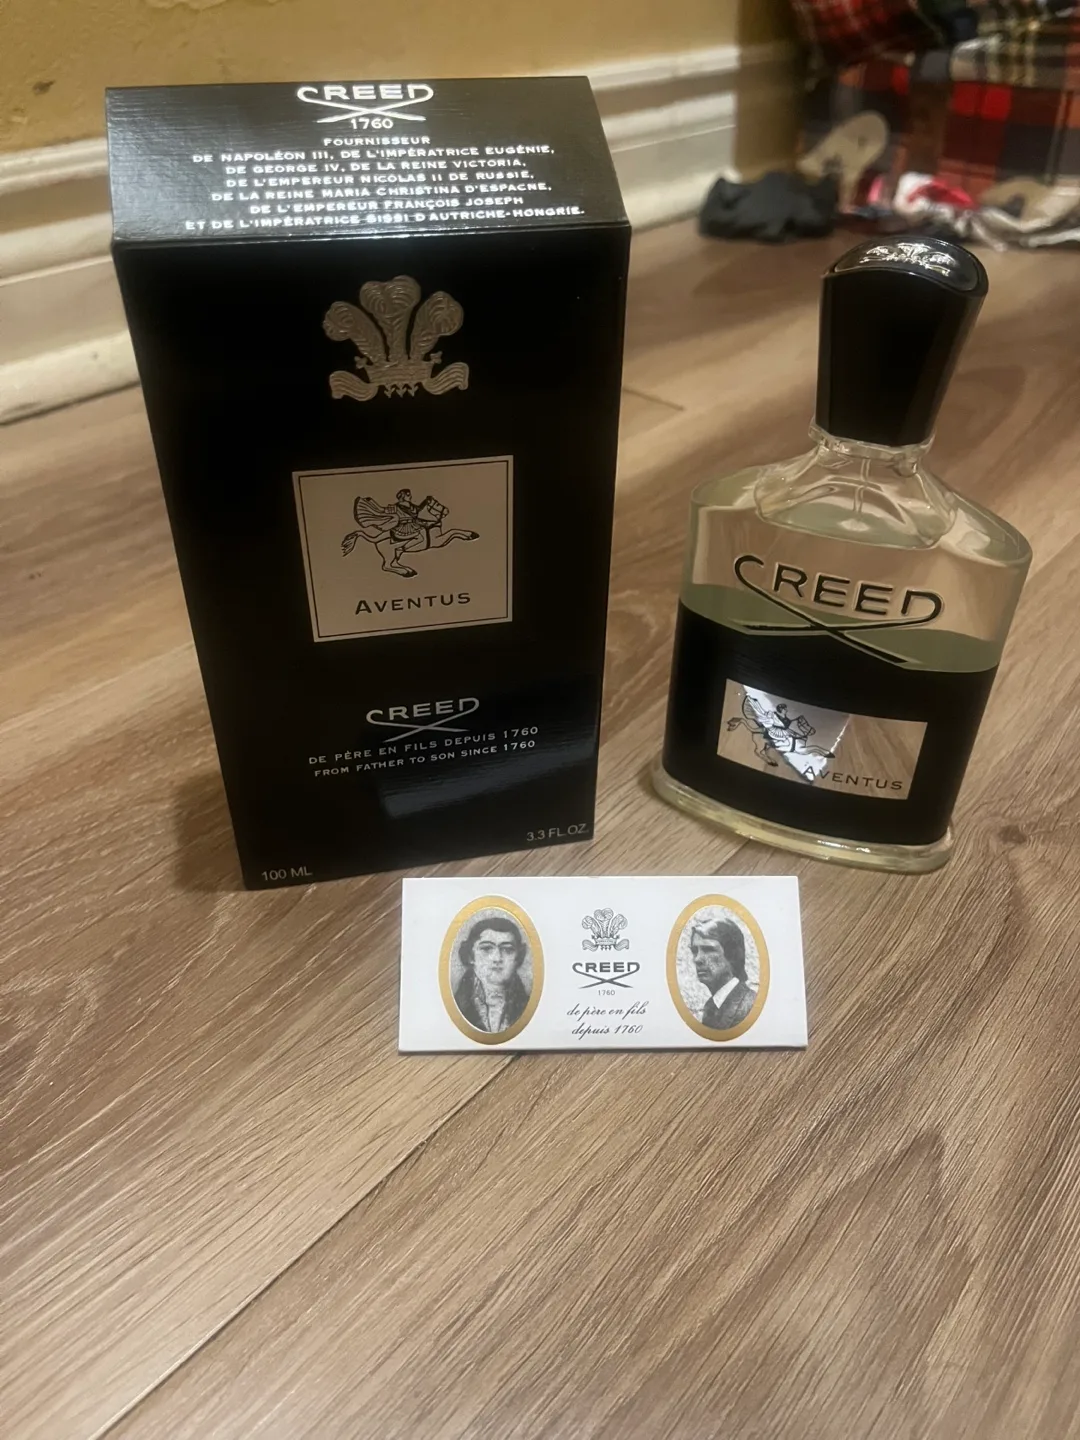 CREED
1760
FOURNISSEUR
DE NAPOLÉON III, DE L'IMPÉRATRICE EUGÉNIE,
DE GEORGE IV, DE LA REINE VICTORIA,
DE L'EMPEREUR NICOLAS II DE RUSSIE,
DE LA REINE MARIA CHRISTINA D'ESPAGNE,
DE L'EMPEREUR FRANÇOIS JOSEPH
ET DE L'IMPÉRATRICE SISSI D'AUTRICHE-HONGRIE.
AVENTUS
CREED
DE PÈRE EN FILS DEPUIS 1760
FROM FATHER TO SON SINCE 1760
100 ML
3.3 FL.OZ.
CREED
AVENTUS
CREED
1760
de père en fils
depuis 1760